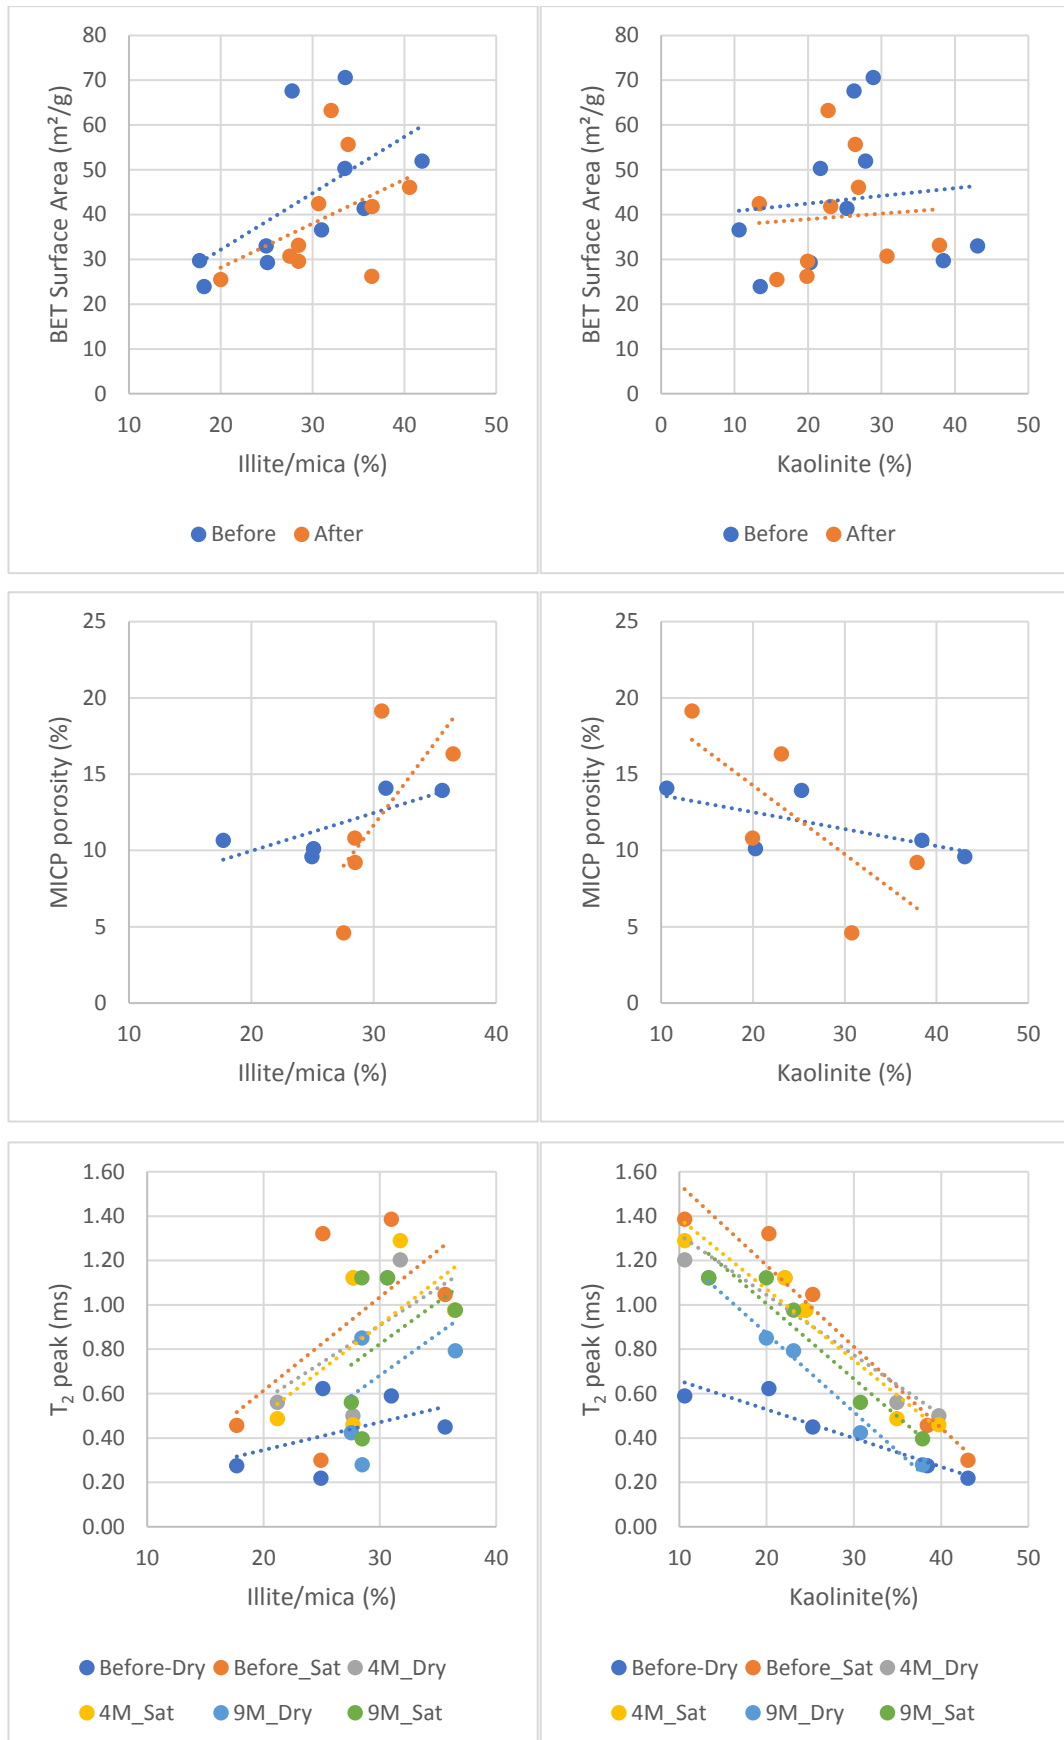 80
70
60
50
40
30
20
10
0
BET Surface Area (m²/g)
10 20 30 40 50
Illite/mica (%)
Before After
80
70
60
50
40
30
20
10
0
BET Surface Area (m²/g)
0 10 20 30 40 50
Kaolinite (%)
Before After
25
20
15
10
5
0
MICP porosity (%)
10 20 30 40
Illite/mica (%)
25
20
15
10
5
0
MICP porosity (%)
10 20 30 40 50
Kaolinite (%)
1.60
1.40
1.20
1.00
0.80
0.60
0.40
0.20
0.00
T₂ peak (ms)
10 20 30 40
Illite/mica (%)
Before-Dry Before_Sat 4M_Dry
4M_Sat 9M_Dry 9M_Sat
1.60
1.40
1.20
1.00
0.80
0.60
0.40
0.20
0.00
T₂ peak (ms)
10 20 30 40 50
Kaolinite(%)
Before-Dry Before_Sat 4M_Dry
4M_Sat 9M_Dry 9M_Sat